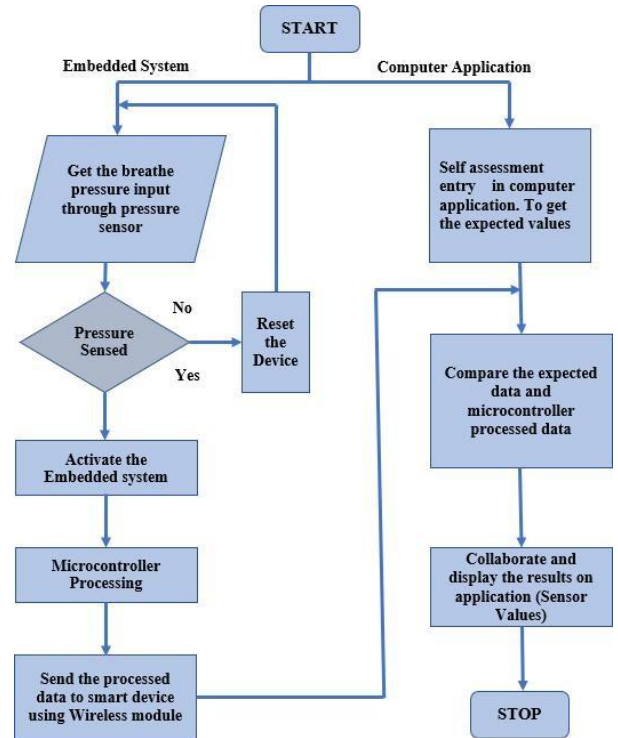 START
Embedded System
Computer Application
Get the breathe
pressure input
through pressure
sensor
Self assessment
entry in computer
application. To get
the expected values
No
Pressure
Sensed
Yes
Reset
the
Device
Compare the expected
data and
microcontroller
processed data
Activate the
Embedded system
Microcontroller
Processing
Collaborate and
display the results on
application (Sensor
Values)
Send the processed
data to smart device
using Wireless module
STOP